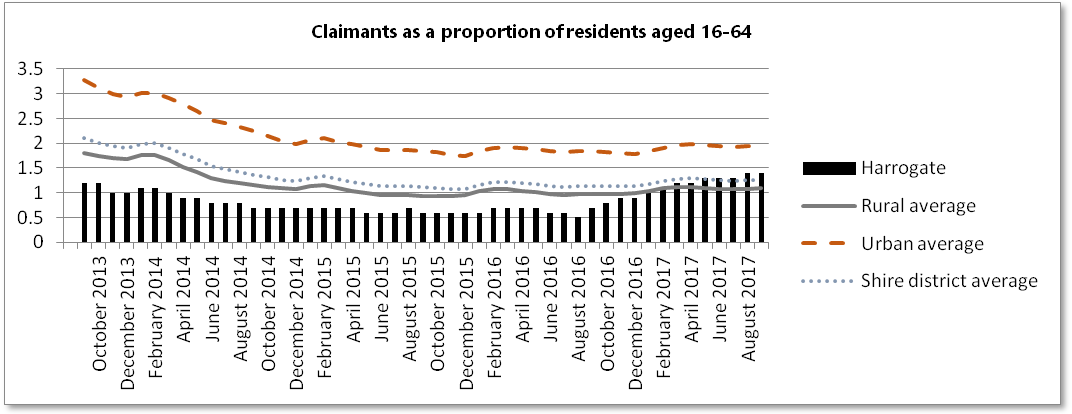 Claimants as a proportion of residents aged 16-64
3.5
3
2.5
2
1.5
1
0.5
0
October 2013
December 2013
February 2014
April 2014
June 2014
August 2014
October 2014
December 2014
February 2015
April 2015
June 2015
August 2015
October 2015
December 2015
February 2016
April 2016
June 2016
August 2016
October 2016
December 2016
February 2017
April 2017
June 2017
August 2017
Harrogate
Rural average
Urban average
Shire district average